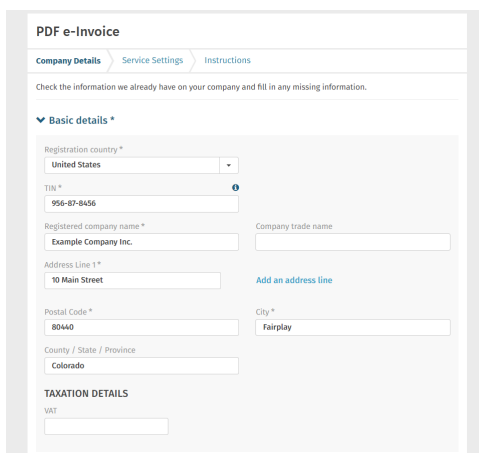 PDF e-Invoice
Company Details Service Settings Instructions
Check the information we already have on your company and fill in any missing information.
Basic details *
Registration country *
United States
TIN *
956-87-8456
Registered company name * Company trade name
Example Company Inc.
Address Line 1 *
10 Main Street Add an address line
Postal Code * City *
80440 Fairplay
County / State / Province
Colorado
TAXATION DETAILS
VAT